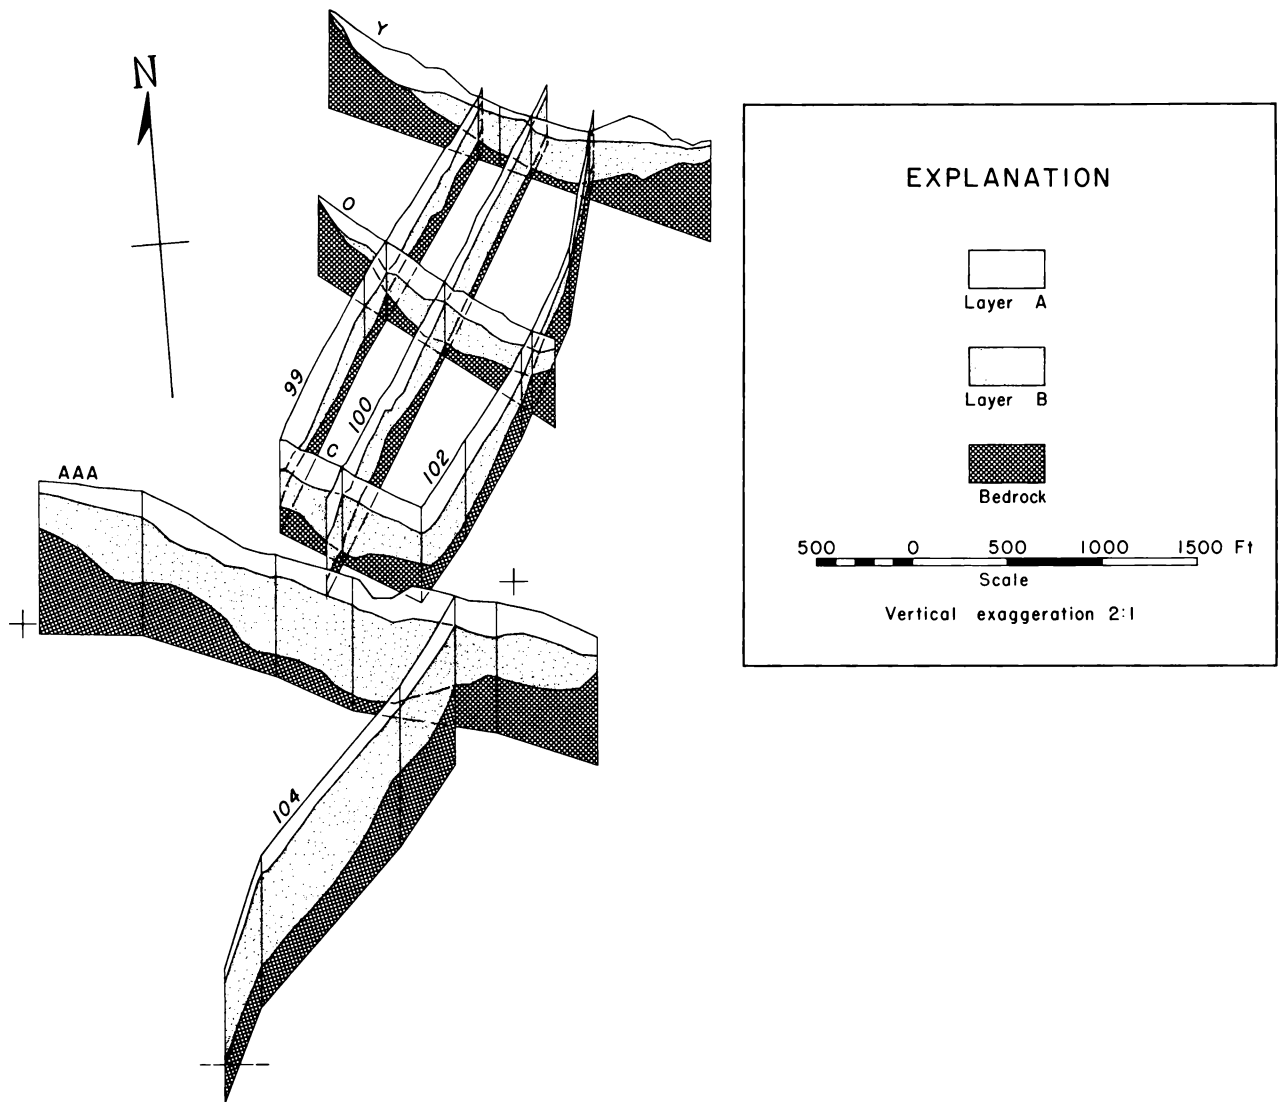 Y
N
O
99
100
C
102
AAA
104
EXPLANATION
Layer A
Layer B
Bedrock
500 0 500 1000 1500 Ft
Scale
Vertical exaggeration 2:1